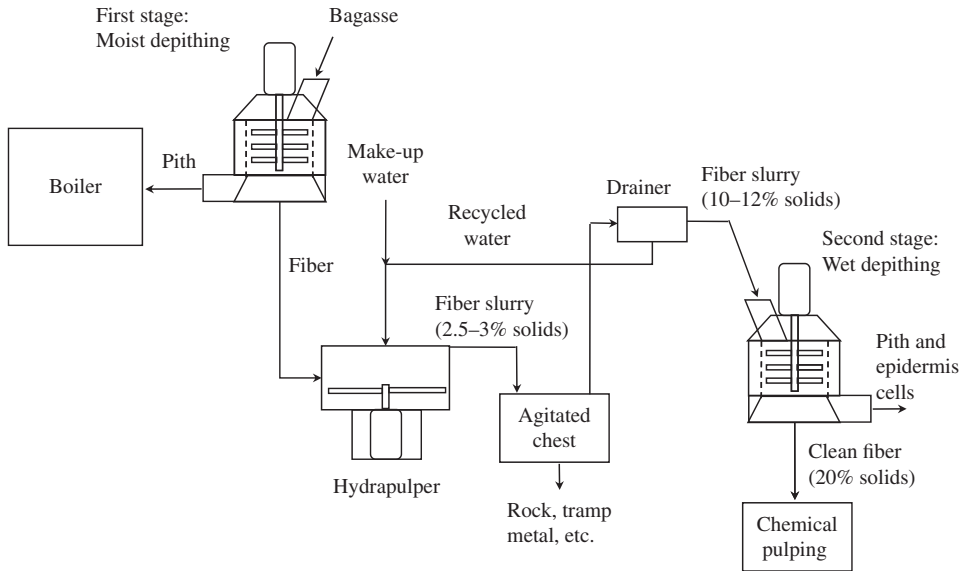 First stage:
Moist depithing
Bagasse
Boiler
Pith
Make-up
water
Fiber
Recycled
water
Drainer
Fiber slurry
(10–12% solids)
Second stage:
Wet depithing
Fiber slurry
(2.5–3% solids)
Pith and
epidermis
cells
Agitated
chest
Hydrapulper
Clean fiber
(20% solids)
Rock, tramp
metal, etc.
Chemical
pulping